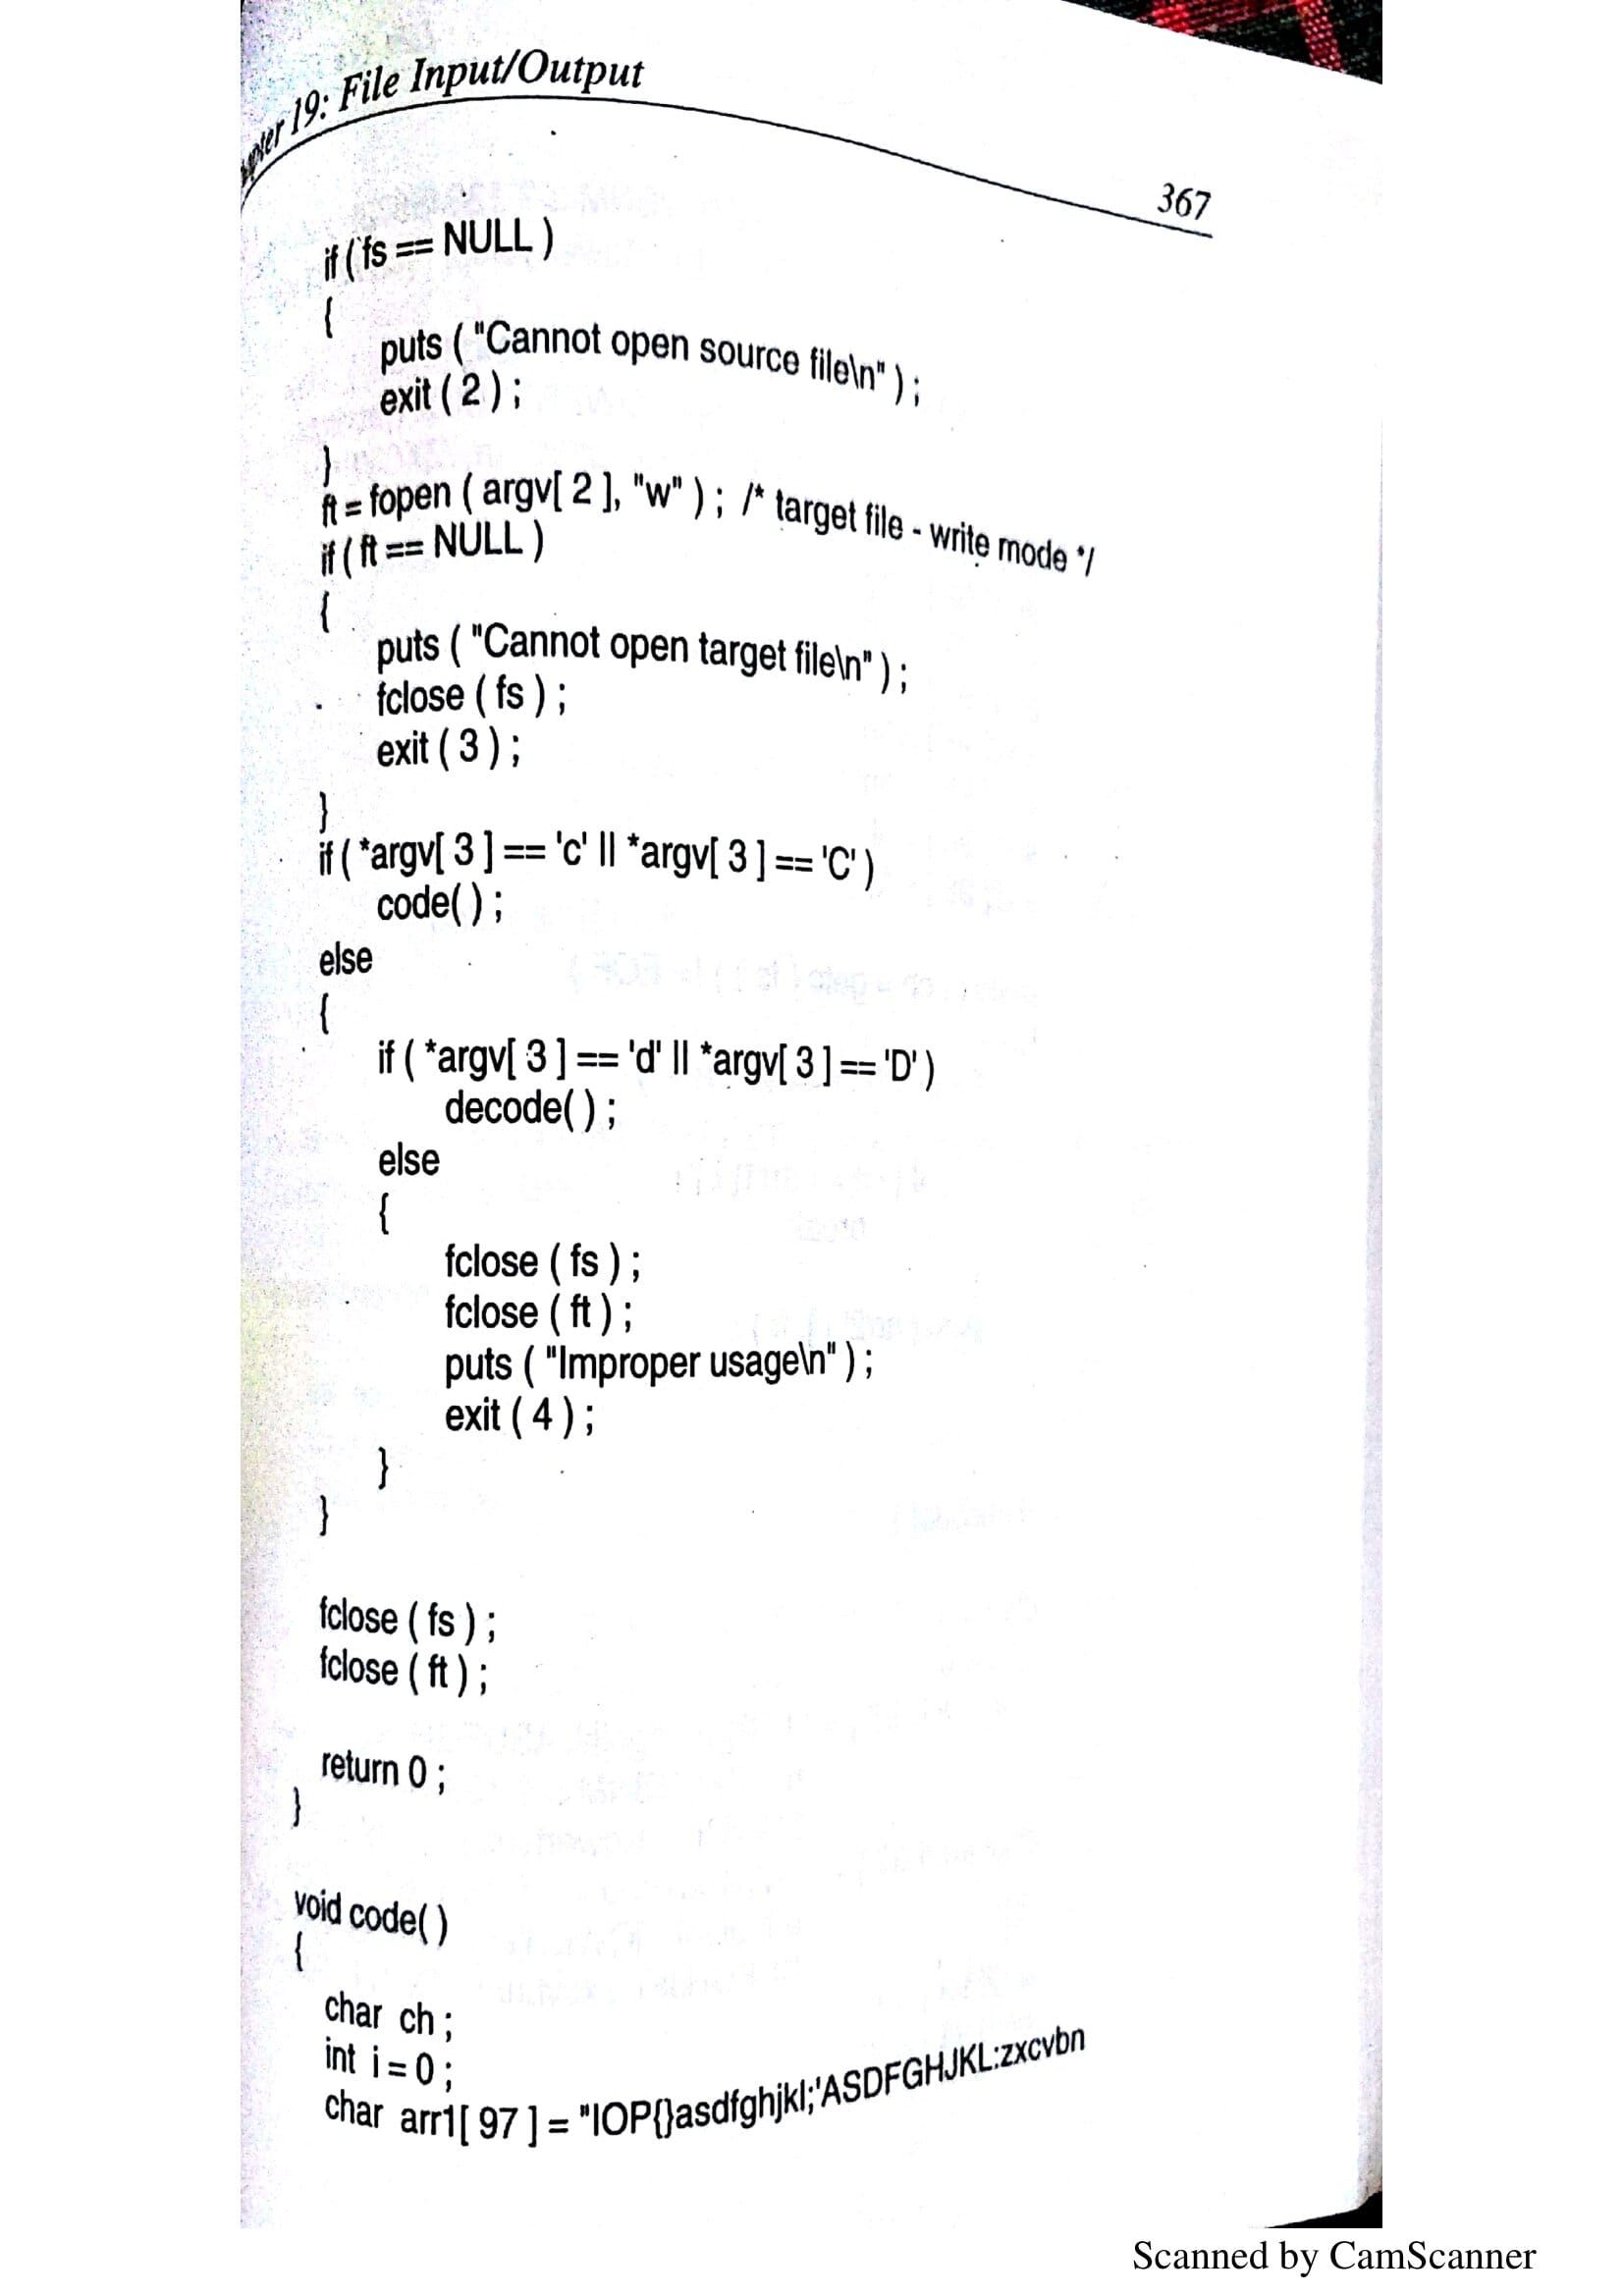 Chapter 19: File Input/Output
367
if ( fs == NULL )
{
puts ( "Cannot open source file\n" ) ;
exit ( 2 ) ;
}
ft = fopen ( argv[ 2 ], "w" ) ; /* target file - write mode */
if ( ft == NULL )
{
puts ( "Cannot open target file\n" ) ;
fclose ( fs ) ;
exit ( 3 ) ;
}
if ( *argv[ 3 ] == 'c' || *argv[ 3 ] == 'C' )
code( ) ;
else
{
if ( *argv[ 3 ] == 'd' || *argv[ 3 ] == 'D' )
decode( ) ;
else
{
fclose ( fs ) ;
fclose ( ft ) ;
puts ( "Improper usage\n" ) ;
exit ( 4 ) ;
}
}
fclose ( fs ) ;
fclose ( ft ) ;
return 0 ;
}
void code( )
{
char ch ;
int i = 0 ;
char arr1[ 97 ] = "IOP{}asdfghjkl;'ASDFGHJKL:zxcvbn
Scanned by CamScanner